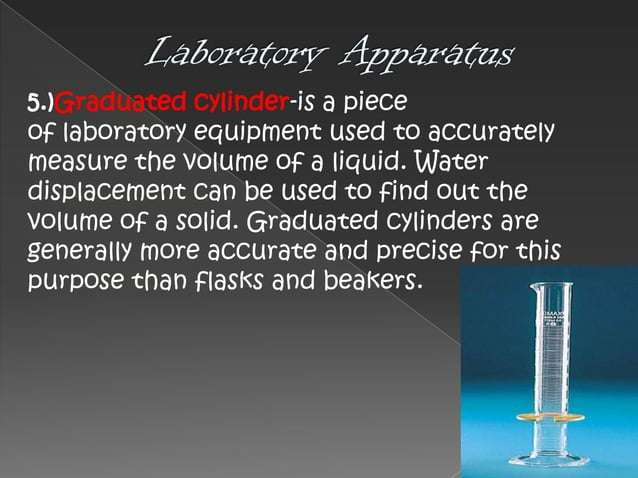 Laboratory Apparatus
5.)Graduated cylinder-is a piece
of laboratory equipment used to accurately
measure the volume of a liquid. Water
displacement can be used to find out the
volume of a solid. Graduated cylinders are
generally more accurate and precise for this
purpose than flasks and beakers.